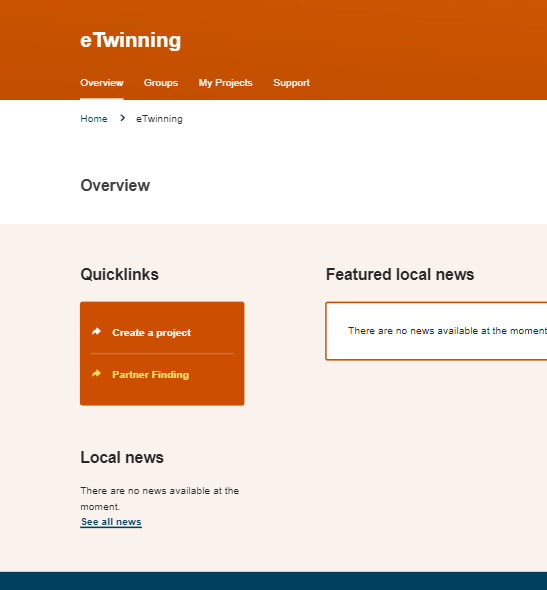 eTwinning
Overview Groups My Projects Support
Home eTwinning
Overview
Quicklinks
Create a project
Partner Finding
Featured local news
There are no news available at the moment
Local news
There are no news available at the
moment.
See all news